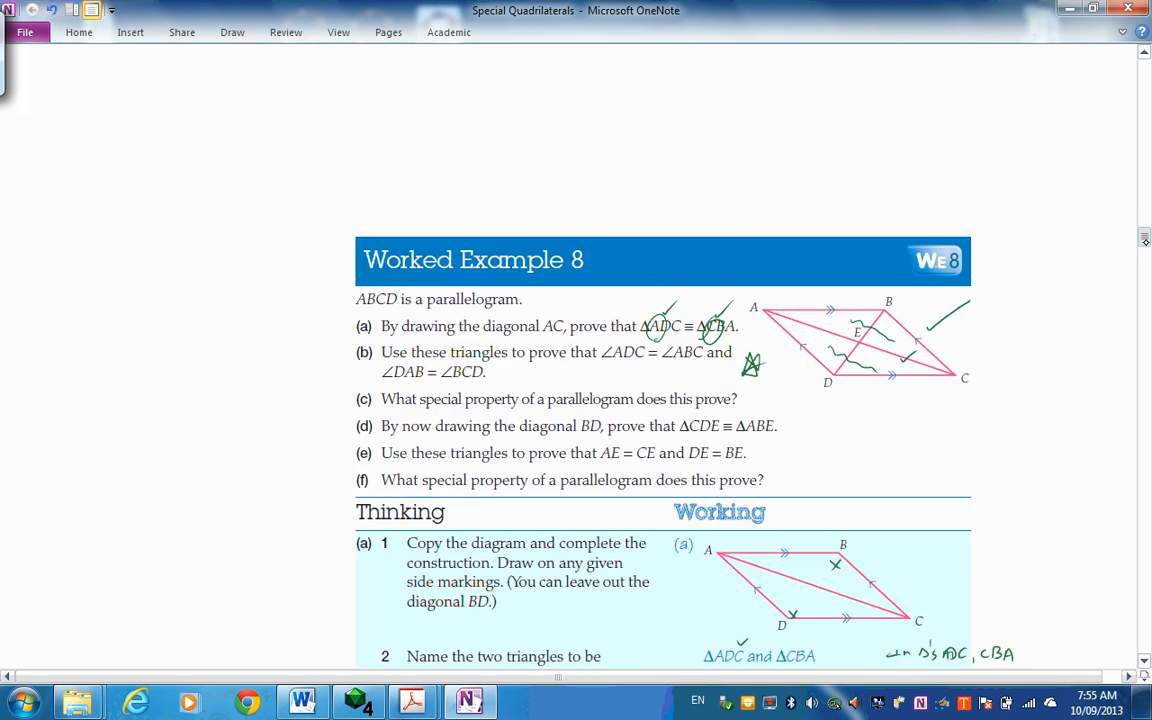 Special Quadrilaterals - Microsoft OneNote
File Home Insert Share Draw Review View Pages Academic
Worked Example 8 WE 8
ABCD is a parallelogram.
(a) By drawing the diagonal AC, prove that ΔADC ≡ ΔCBA.
(b) Use these triangles to prove that ∠ADC = ∠ABC and
∠DAB = ∠BCD.
(c) What special property of a parallelogram does this prove?
(d) By now drawing the diagonal BD, prove that ΔCDE ≡ ΔABE.
(e) Use these triangles to prove that AE = CE and DE = BE.
(f) What special property of a parallelogram does this prove?
A B
E
D C
Thinking Working
(a) 1 Copy the diagram and complete the
construction. Draw on any given
side markings. (You can leave out the
diagonal BD.)
(a) A B
D C
2 Name the two triangles to be
ΔADC and ΔCBA
In Δ's ADC, CBA
4
EN
7:55 AM
10/09/2013